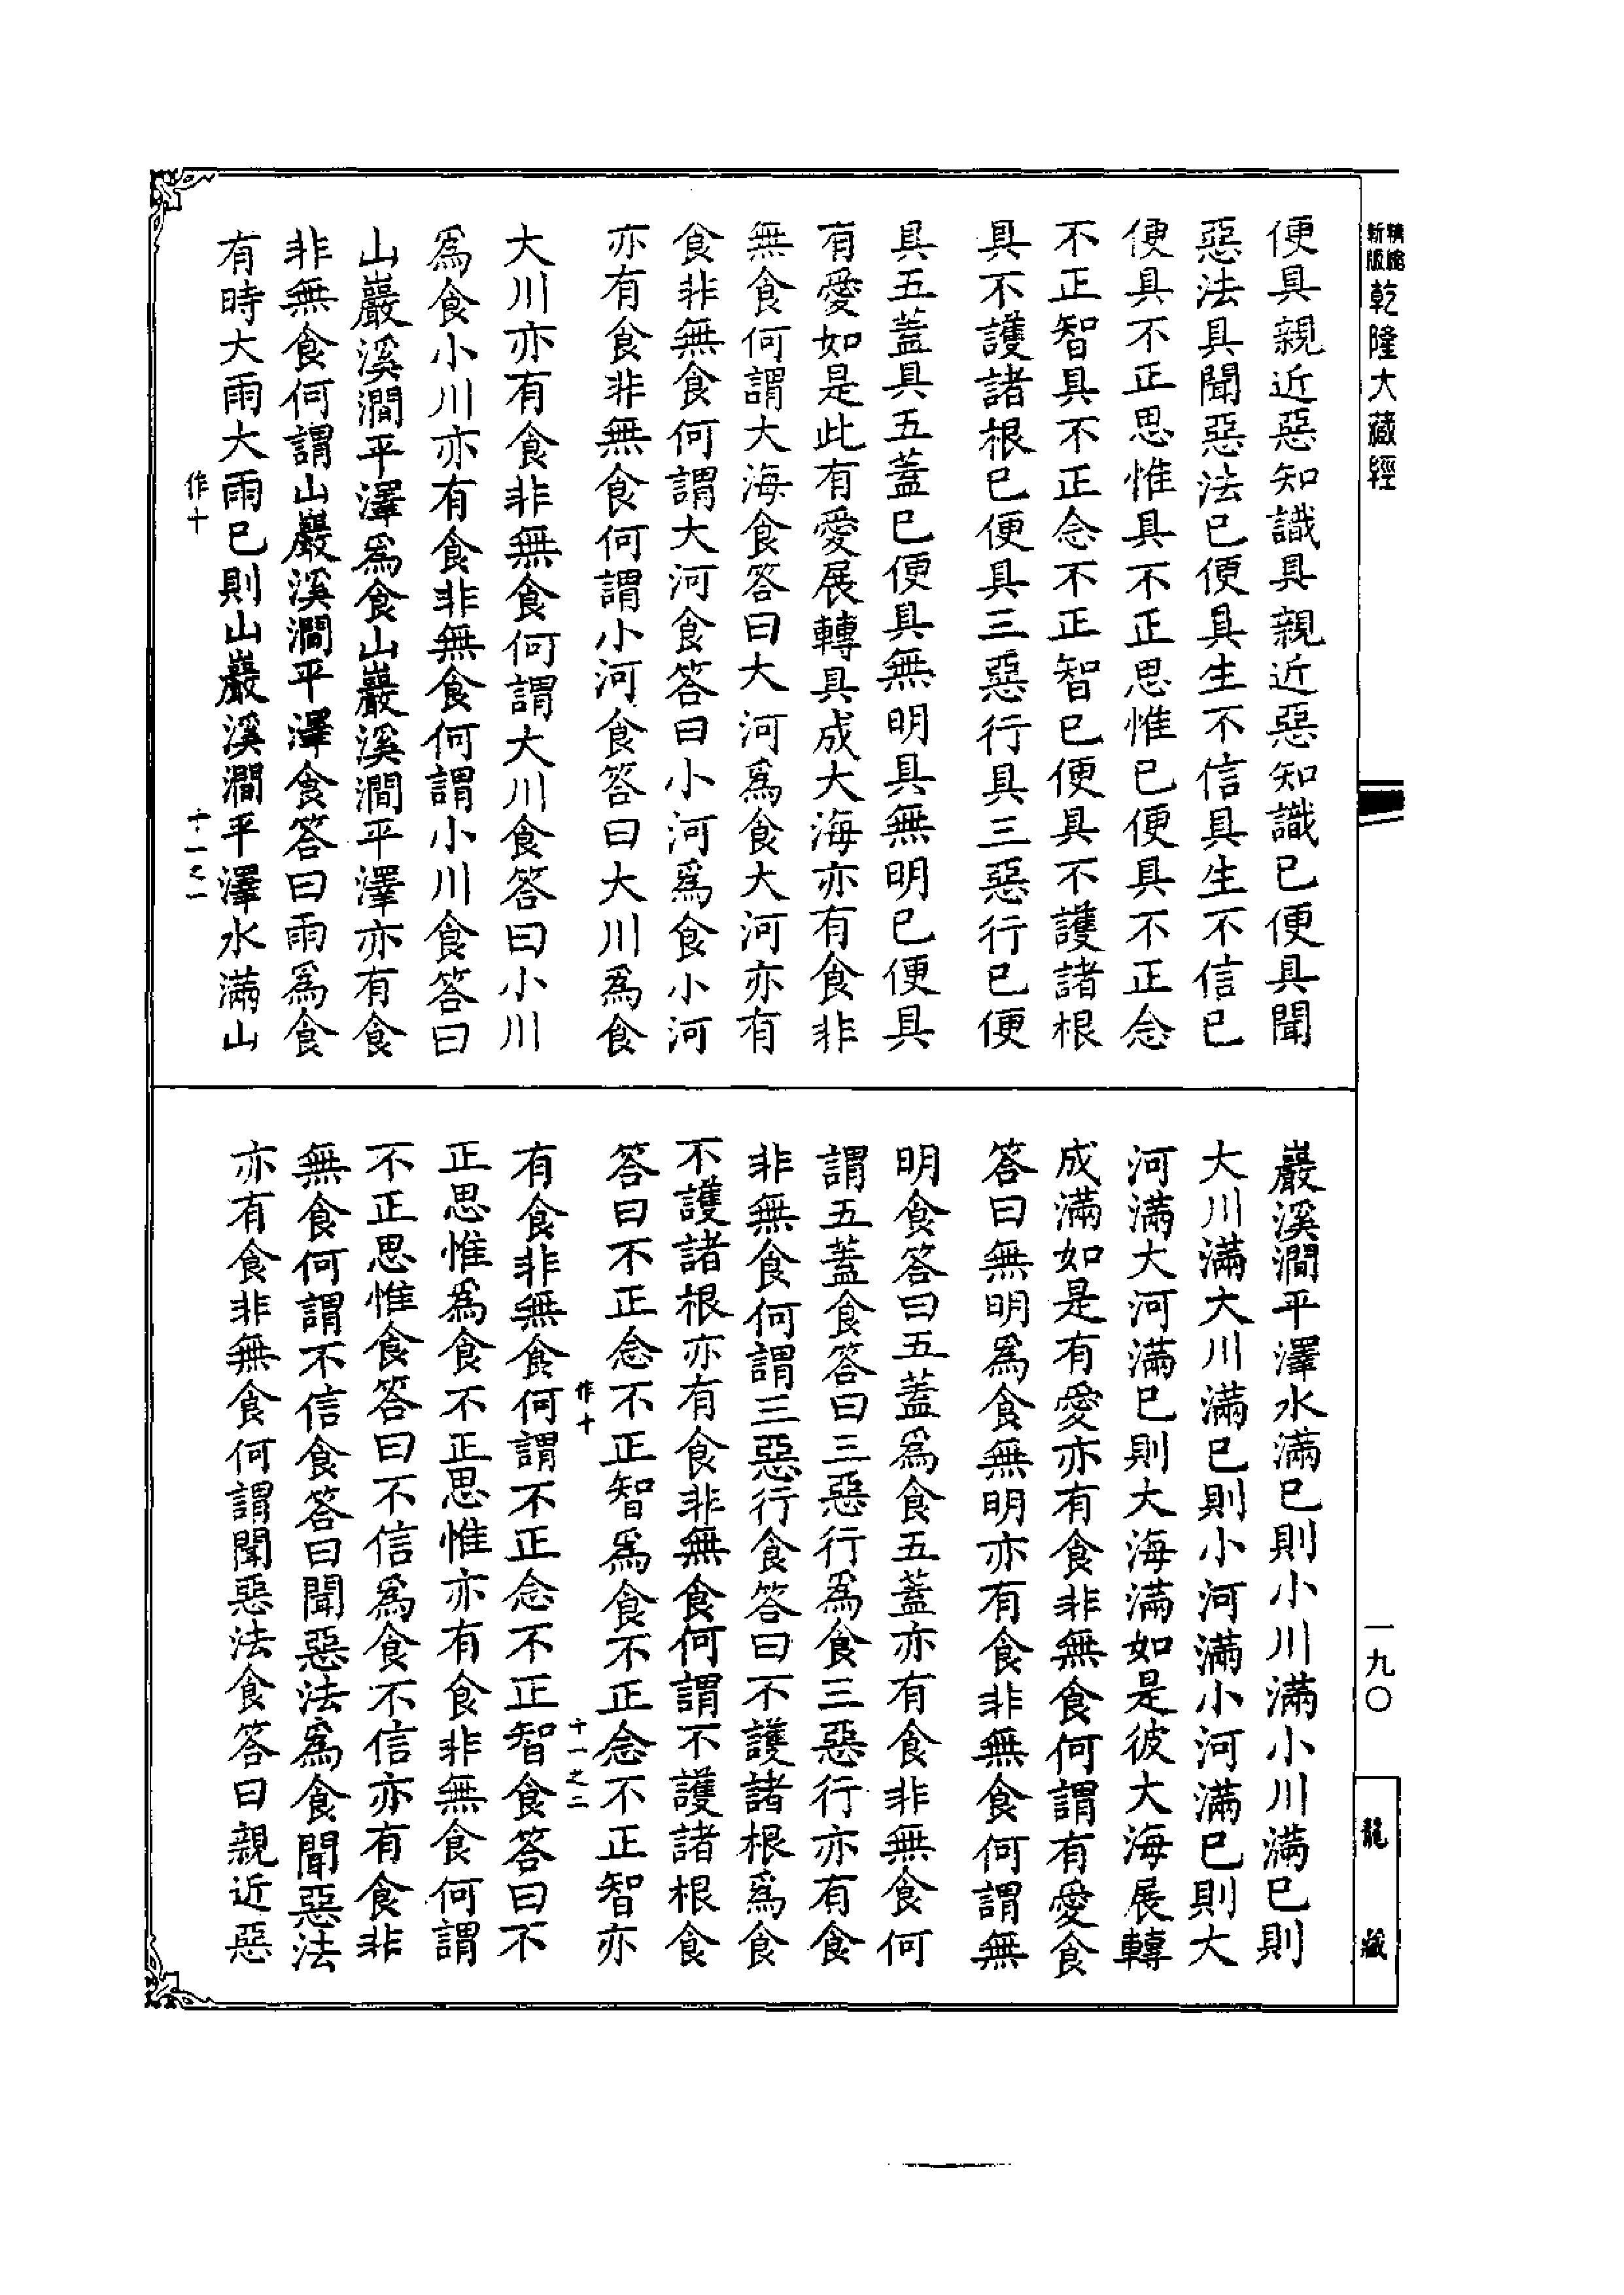 新版
精縮
乾隆大藏經
便具親近惡知識具親近惡知識已便具聞
惡法具聞惡法已便具生不信具生不信已
便具不正思惟具不正思惟已便具不正念
不正智具不正念不正智已便具不護諸根
具不護諸根已便具三惡行具三惡行已便
具五蓋具五蓋已便具無明具無明已便具
有愛如是此有愛展轉具成大海亦有食非
無食何謂大海食答曰大河為食大河亦有
食非無食何謂大河食答曰小河為食小河
亦有食非無食何謂小河食答曰大川為食
大川亦有食非無食何謂大川食答曰小川
為食小川亦有食非無食何謂小川食答曰
山巖溪澗平澤為食山巖溪澗平澤亦有食
非無食何謂山巖溪澗平澤食答曰雨為食
有時大雨大雨已則山巖溪澗平澤水滿山
作十
十一之一
巖溪澗平澤水滿已則小川滿小川滿已則
大川滿大川滿已則小河滿小河滿已則大
河滿大河滿已則大海滿如是彼大海展轉
成滿如是有愛亦有食非無食何謂有愛食
答曰無明為食無明亦有食非無食何謂無
明食答曰五蓋為食五蓋亦有食非無食何
謂五蓋食答曰三惡行為食三惡行亦有食
非無食何謂三惡行食答曰不護諸根為食
不護諸根亦有食非無食何謂不護諸根食
答曰不正念不正智為食不正念不正智亦
作十
十一之二
有食非無食何謂不正念不正智食答曰不
正思惟為食不正思惟亦有食非無食何謂
不正思惟食答曰不信為食不信亦有食非
無食何謂不信食答曰聞惡法為食聞惡法
亦有食非無食何謂聞惡法食答曰親近惡
一九〇
龍藏